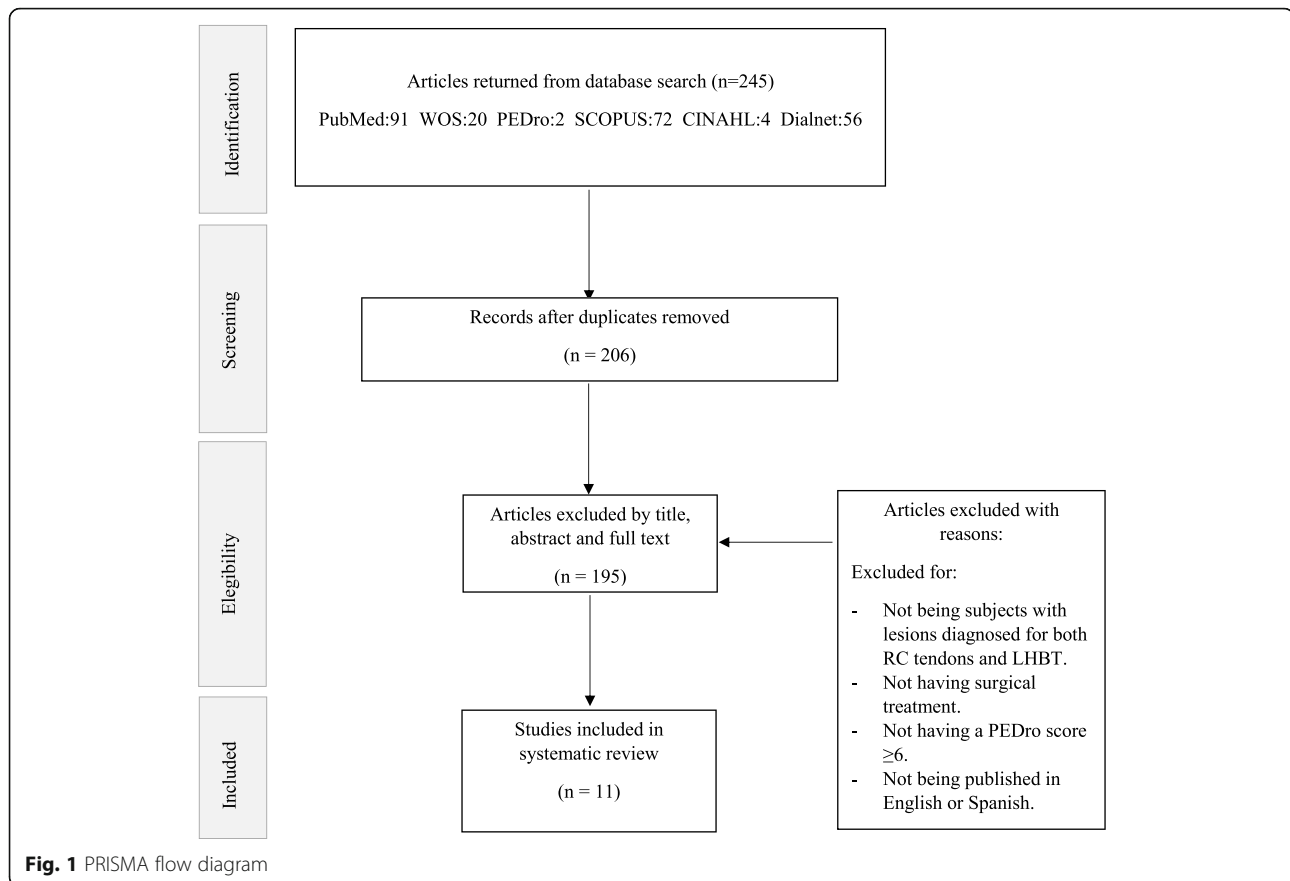 Identification
Articles returned from database search (n=245)
PubMed:91 WOS:20 PEDro:2 SCOPUS:72 CINAHL:4 Dialnet:56
Screening
Records after duplicates removed
(n = 206)
Elegibility
Articles excluded by title,
abstract and full text
(n = 195)
Articles excluded with
reasons:
Excluded for:
- Not being subjects with
lesions diagnosed for both
RC tendons and LHBT.
- Not having surgical
treatment.
- Not having a PEDro score
≥6.
- Not being published in
English or Spanish.
Included
Studies included in
systematic review
(n = 11)
Fig. 1 PRISMA flow diagram